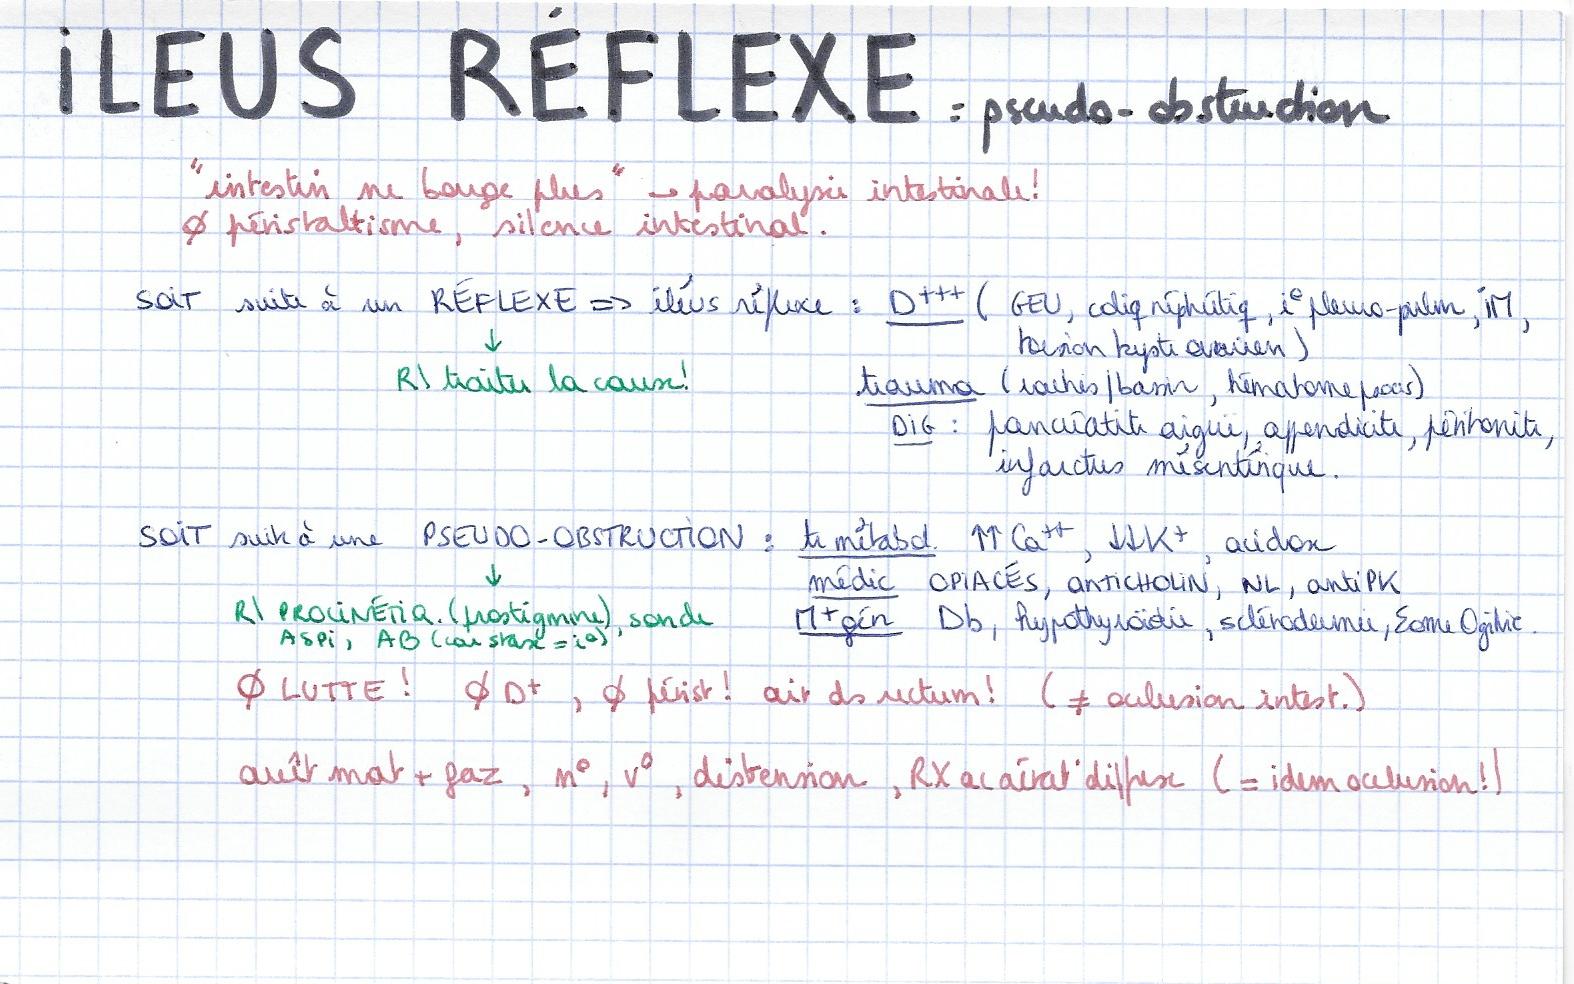 iLEUS RÉFLEXE = pseudo-obstruction
"intestin ne bouge plus" → paralysie intestinale!
Ø péristaltisme, silence intestinal.
SOiT suite à un RÉFLEXE => iléus réflexe : D+++ ( GEU, coliq néphrétiq, i° pleuro-pulm, iM,
torsion kyste ovarien )
↓
R\ traiter la cause!
trauma (rachis/bassin, hématome psoas)
DiG : pancréatite aiguë, appendicite, péritonite,
infarctus mésentérique.
SOiT suite à une PSEUDO-OBSTRUCTiON : tr métabol. ↑↑ Ca++, ↓↓K+, acidose
↓
médic OPiACÉS, ANTiCHOLiN, NL, antiPK
R\ PROCiNÉTiQ. (prostigmine), sonde
M+ gén Db, hypothyroïdie, sclérodermie, Σome Ogilvie.
ASPi, AB (car stase = i°)
Ø LUTTE ! Ø D+, Ø périst! air ds rectum! ( ≠ occlusion intest.)
arrêt mat + gaz, n°, v°, distension, RX aérat° diffuse ( = idem occlusion!)